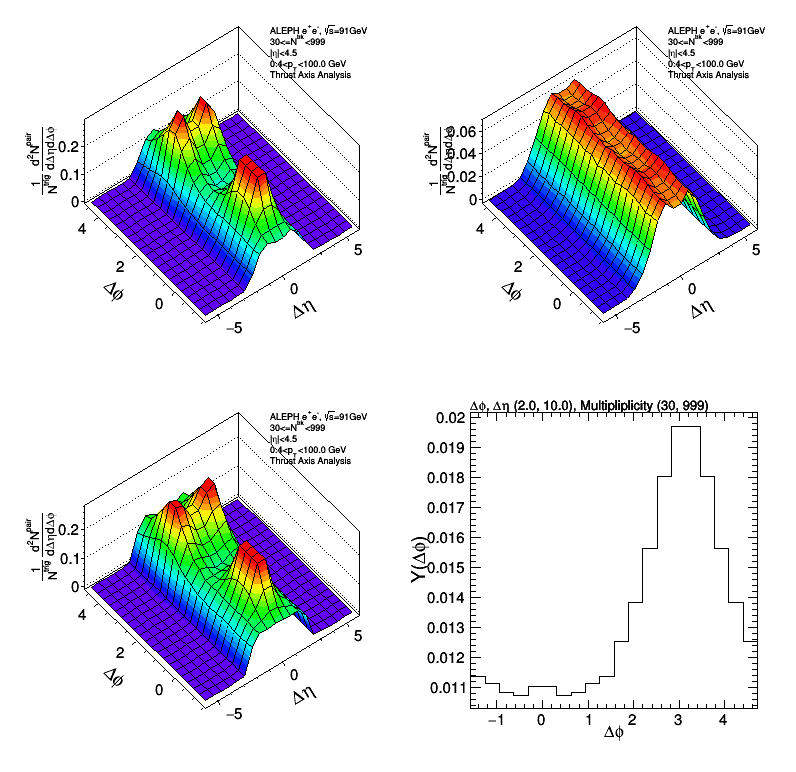 ALEPH e⁺e⁻, √s=91GeV
30<=N^trk<999
|η|<4.5
0.4<p_T<100.0 GeV
Thrust Axis Analysis
1/N^trig d²N^pair/dΔηdΔϕ
0.2
0.1
0
4
2
0
Δϕ
−5
0
5
Δη
ALEPH e⁺e⁻, √s=91GeV
30<=N^trk<999
|η|<4.5
0.4<p_T<100.0 GeV
Thrust Axis Analysis
1/N^trig d²N^pair/dΔηdΔϕ
0.06
0.04
0.02
0
4
2
0
Δϕ
−5
0
5
Δη
ALEPH e⁺e⁻, √s=91GeV
30<=N^trk<999
|η|<4.5
0.4<p_T<100.0 GeV
Thrust Axis Analysis
1/N^trig d²N^pair/dΔηdΔϕ
0.2
0.1
0
4
2
0
Δϕ
−5
0
5
Δη
Δϕ, Δη (2.0, 10.0), Multipliplicity (30, 999)
0.02
0.019
0.018
0.017
0.016
0.015
0.014
0.013
0.012
0.011
Y(Δϕ)
−1 0 1 2 3 4
Δϕ